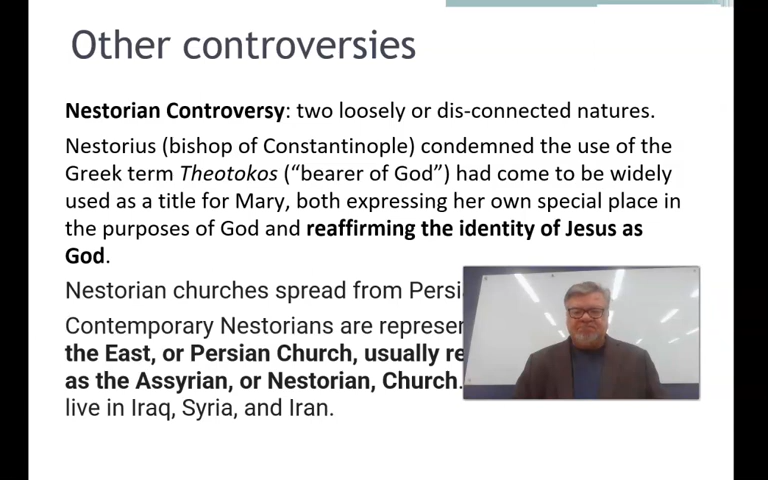 Other controversies
Nestorian Controversy: two loosely or dis-connected natures.
Nestorius (bishop of Constantinople) condemned the use of the
Greek term Theotokos (“bearer of God”) had come to be widely
used as a title for Mary, both expressing her own special place in
the purposes of God and reaffirming the identity of Jesus as
God.
Nestorian churches spread from
Contemporary Nestorians are
the East, or Persian Church, usually
as the Assyrian, or Nestorian, Church.
live in Iraq, Syria, and Iran.